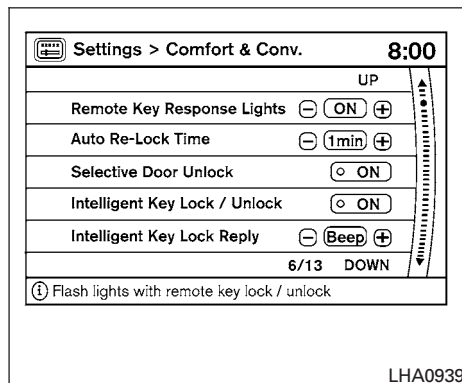 Settings > Comfort & Conv. 8:00
UP
Remote Key Response Lights − ON +
Auto Re-Lock Time − 1min +
Selective Door Unlock ON
Intelligent Key Lock / Unlock ON
Intelligent Key Lock Reply − Beep +
6/13 DOWN
i Flash lights with remote key lock / unlock
LHA0939